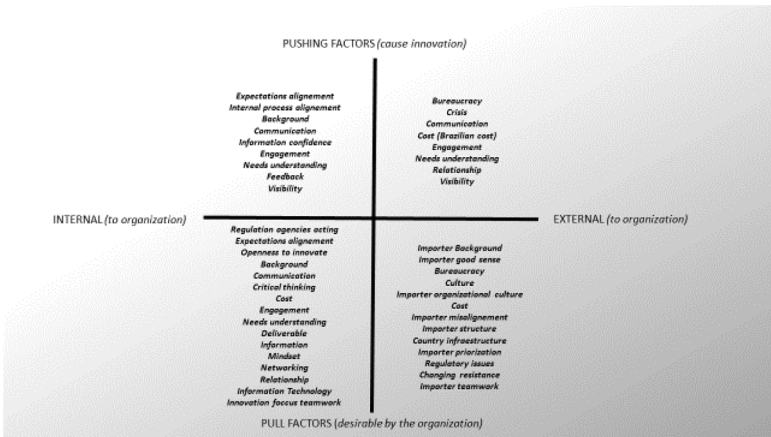 PUSHING FACTORS (cause innovation)
Expectations alignement
Internal process alignement
Background
Communication
Information confidence
Engagement
Needs understanding
Feedback
Visibility
Bureaucracy
Crisis
Communication
Cost (Brazilian cost)
Engagement
Needs understanding
Relationship
Visibility
INTERNAL (to organization)
EXTERNAL (to organization)
Regulation agencies acting
Expectations alignement
Openness to innovate
Background
Communication
Critical thinking
Cost
Engagement
Needs understanding
Deliverable
Information
Mindset
Networking
Relationship
Information Technology
Innovation foccus teamwork
Importer Background
Importer good sense
Bureaucracy
Culture
Importer organizational culture
Cost
Importer misalignement
Importer structure
Country infraestructure
Importer priorization
Regulatory issues
Changing resistance
Importer teamwork
PULL FACTORS (desirable by the organization)